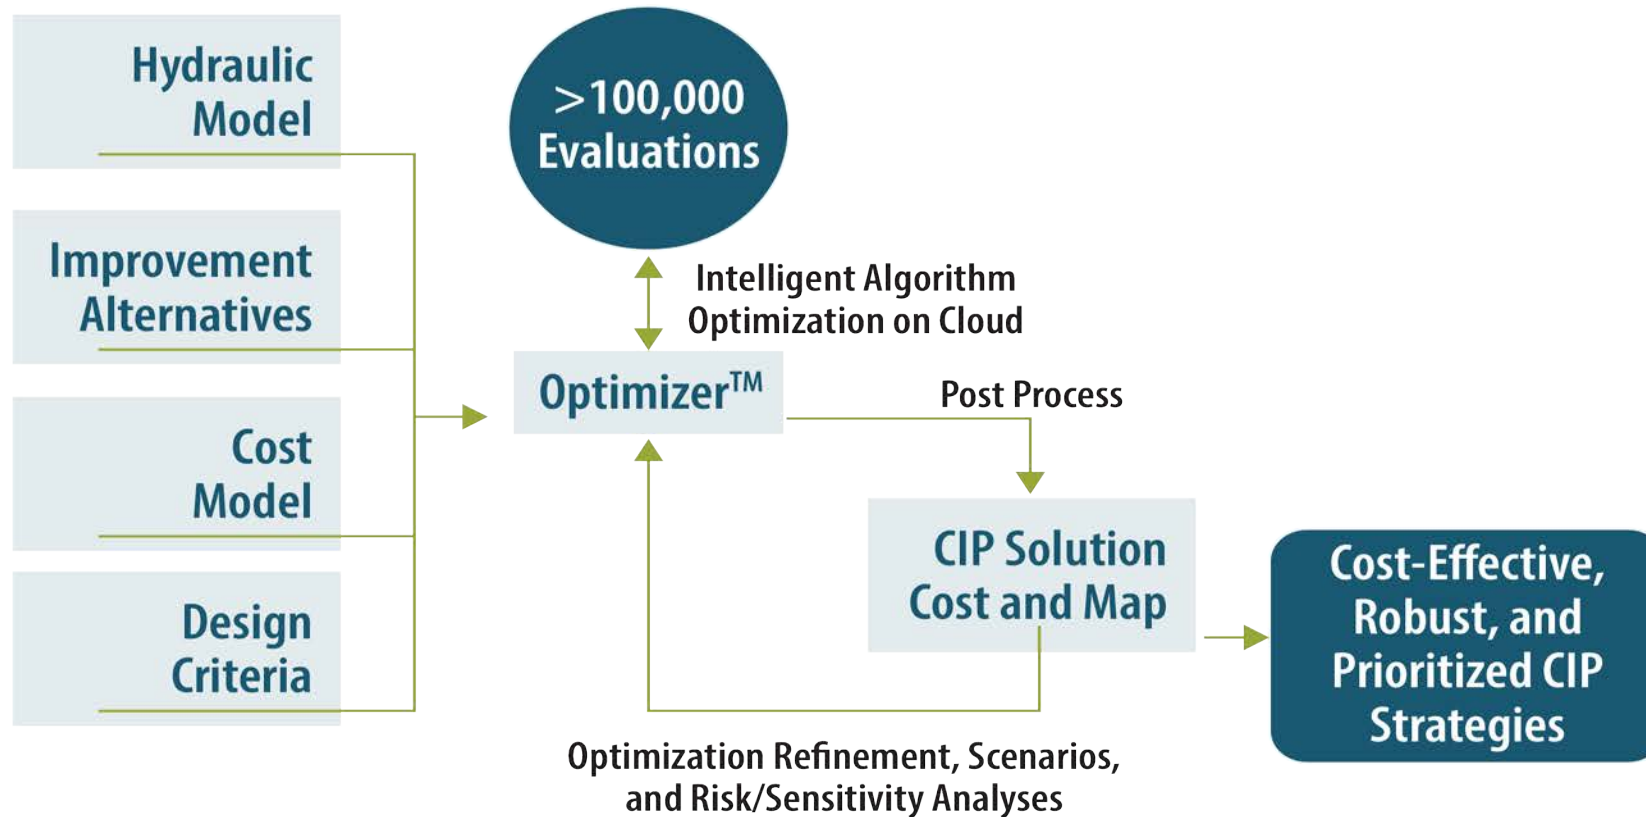 Hydraulic
Model
Improvement
Alternatives
Cost
Model
Design
Criteria
>100,000
Evaluations
Intelligent Algorithm
Optimization on Cloud
Optimizer™
Post Process
CIP Solution
Cost and Map
Optimization Refinement, Scenarios,
and Risk/Sensitivity Analyses
Cost-Effective,
Robust, and
Prioritized CIP
Strategies